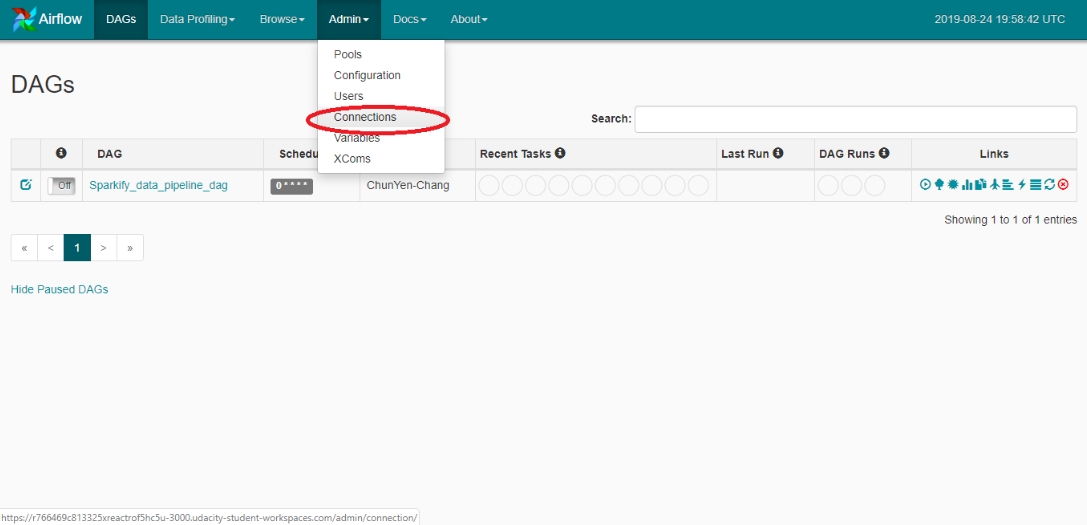 Airflow DAGs Data Profiling Browse Admin Docs About 2019-08-24 19:58:42 UTC
Pools
Configuration
Users
Connections
Variables
XComs
DAGs
Search:
DAG Schedu Recent Tasks Last Run DAG Runs Links
Off Sparkify_data_pipeline_dag 0 * * * * ChunYen-Chang
Showing 1 to 1 of 1 entries
« < 1 > »
Hide Paused DAGs
https://r766469c813325xreactrof5hc5u-3000.udacity-student-workspaces.com/admin/connection/